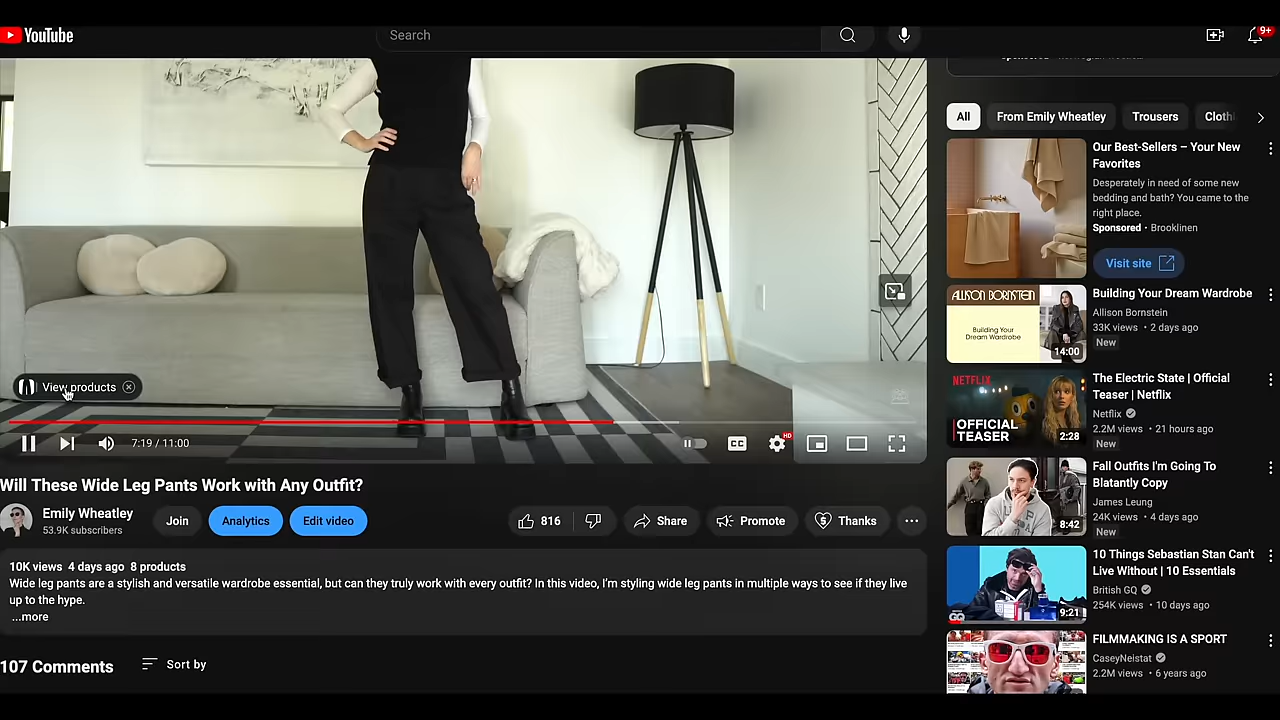 YouTube
Search
9+
All
From Emily Wheatley
Trousers
Our Best-Sellers – Your New
Favorites
Desperately in need of some new
bedding and bath? You came to the
right place.
Sponsored · Brooklinen
Visit site
ALLISON BORNSTEIN
Building Your
Dream Wardrobe
14:00
Building Your Dream Wardrobe
Allison Bornstein
33K views • 2 days ago
New
NETFLIX
OFFICIAL
TEASER
2:28
The Electric State | Official
Teaser | Netflix
Netflix
2.2M views • 21 hours ago
New
8:42
Fall Outfits I'm Going To
Blatantly Copy
James Leung
24K views • 4 days ago
New
GQ
9:21
10 Things Sebastian Stan Can't
Live Without | 10 Essentials
British GQ
254K views • 10 days ago
FILMMAKING IS A SPORT
CaseyNeistat
2.2M views • 6 years ago
View products
7:19 / 11:00
CC
HD
Will These Wide Leg Pants Work with Any Outfit?
Emily Wheatley
53.9K subscribers
Join
Analytics
Edit video
816
Share
Promote
Thanks
10K views 4 days ago 8 products
Wide leg pants are a stylish and versatile wardrobe essential, but can they truly work with every outfit? In this video, I'm styling wide leg pants in multiple ways to see if they live
up to the hype.
...more
107 Comments
Sort by